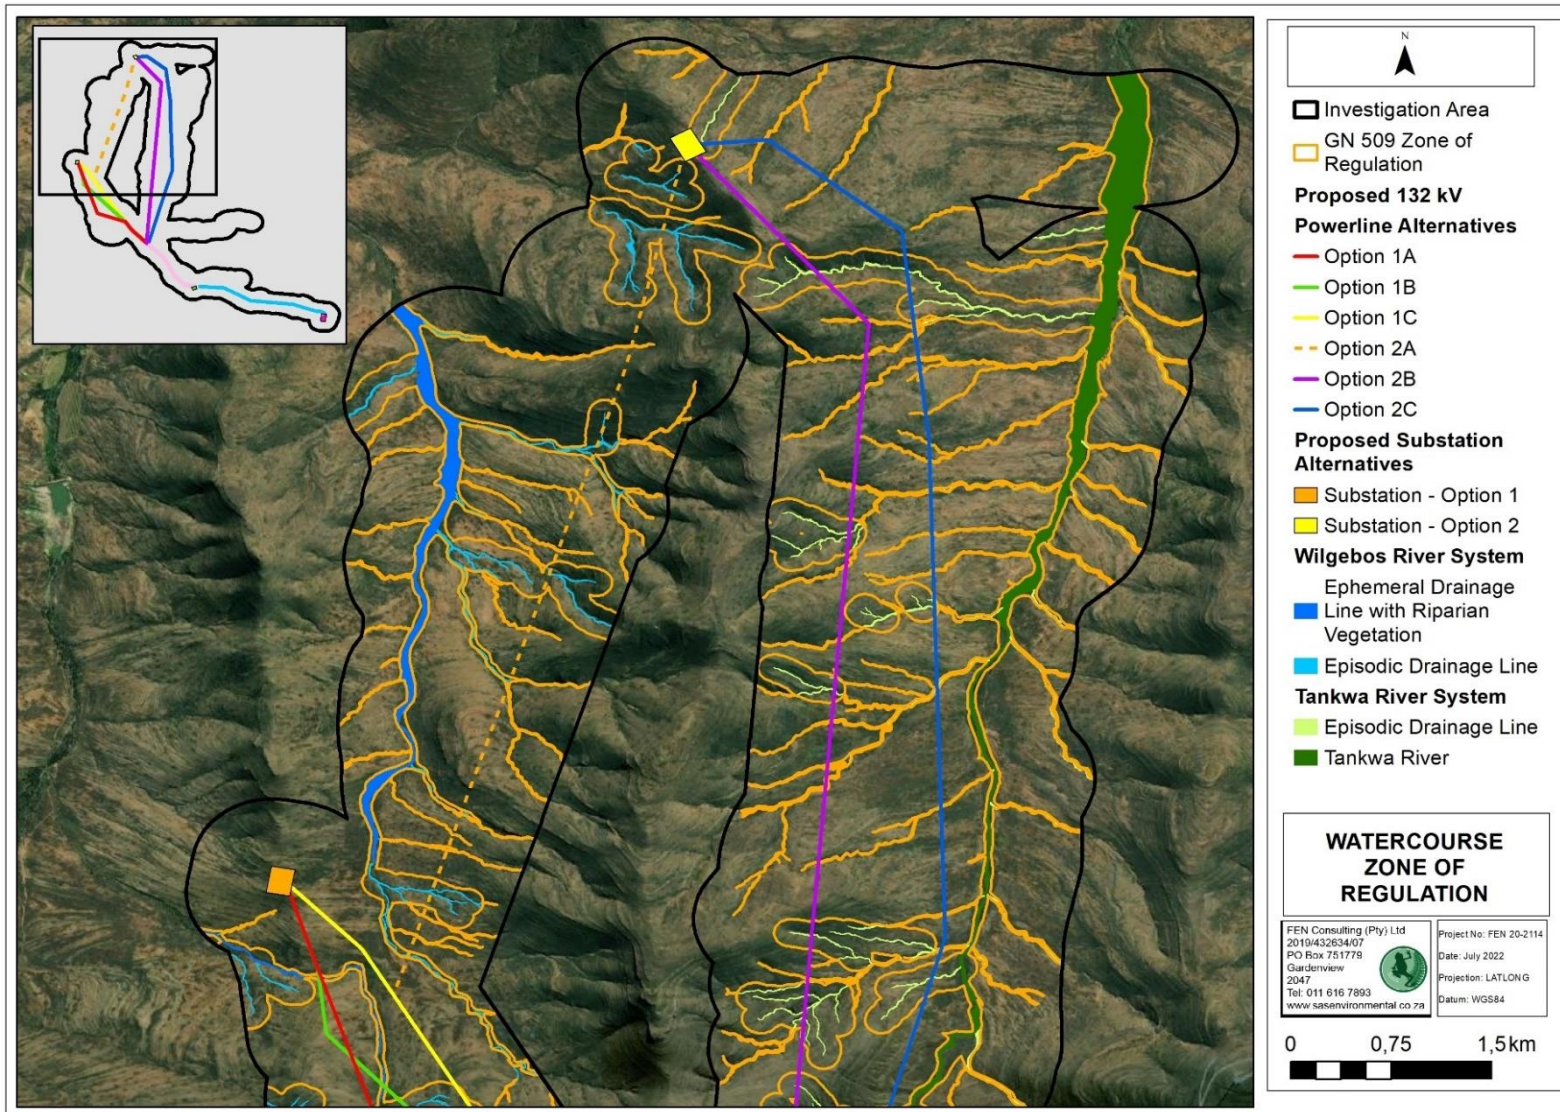 N
Investigation Area
GN 509 Zone of
Regulation
Proposed 132 kV
Powerline Alternatives
Option 1A
Option 1B
Option 1C
Option 2A
Option 2B
Option 2C
Proposed Substation
Alternatives
Substation - Option 1
Substation - Option 2
Wilgebos River System
Ephemeral Drainage
Line with Riparian
Vegetation
Episodic Drainage Line
Tankwa River System
Episodic Drainage Line
Tankwa River
WATERCOURSE
ZONE OF
REGULATION
FEN Consulting (Pty) Ltd
2019/432634/07
PO Box 751779
Gardenview
2047
Tel: 011 616 7893
www.sasenvironmental.co.za
Project No: FEN 20-2114
Date: July 2022
Projection: LATLONG
Datum: WGS84
0 0,75 1,5 km